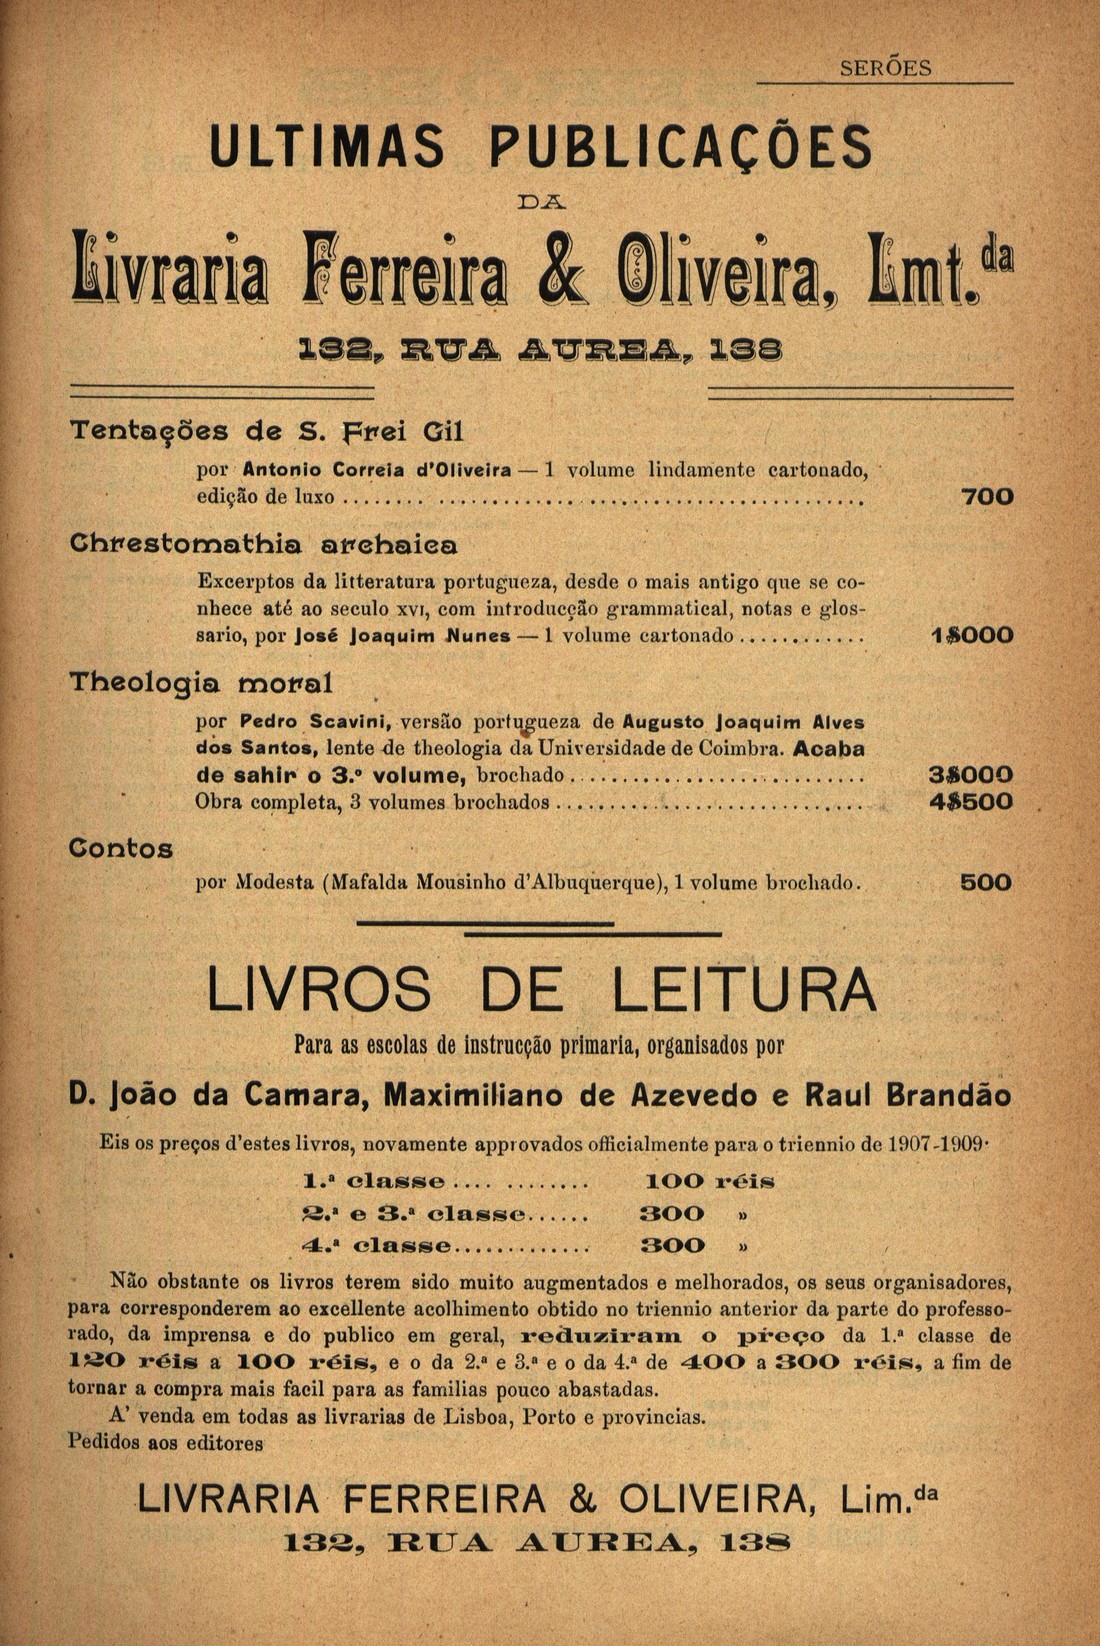 SERÕES
ULTIMAS PUBLICAÇÕES
DA
Livraria Ferreira & Oliveira, Lmt.da
132, RUA AUREA, 138
Tentações de S. Frei Gil
por Antonio Correia d'Oliveira — 1 volume lindamente cartonado,
edição de luxo ........ ........................................ 700
Chrestomathia archaica
Excerptos da litteratura portugueza, desde o mais antigo que se co-
nhece até ao seculo XVI, com introducção grammatical, notas e glos-
sario, por José Joaquim Nunes — 1 volume cartonado ............ 1$000
Theologia moral
por Pedro Scavini, versão portugueza de Augusto Joaquim Alves
dos Santos, lente de theologia da Universidade de Coimbra. Acaba
de sahir o 3.º volume, brochado ........................... 3$000
Obra completa, 3 volumes brochados ............................ 4$500
Contos
por Modesta (Mafalda Mousinho d'Albuquerque), 1 volume brochado. 500
LIVROS DE LEITURA
Para as escolas de instrucção primaria, organisados por
D. João da Camara, Maximiliano de Azevedo e Raul Brandão
Eis os preços d'estes livros, novamente approvados officialmente para o triennio de 1907-1909·
1.ª classe .... ........ 100 réis
2.ª e 3.ª classe...... 300 »
4.ª classe............. 300 »
Não obstante os livros terem sido muito augmentados e melhorados, os seus organisadores,
para corresponderem ao excellente acolhimento obtido no triennio anterior da parte do professo-
rado, da imprensa e do publico em geral, reduziram o preço da 1.ª classe de
120 réis a 100 réis, e o da 2.ª e 3.ª e o da 4.ª de 400 a 300 réis, a fim de
tornar a compra mais facil para as familias pouco abastadas.
A' venda em todas as livrarias de Lisboa, Porto e provincias.
Pedidos aos editores
LIVRARIA FERREIRA & OLIVEIRA, Lim.da
132, RUA AUREA, 138